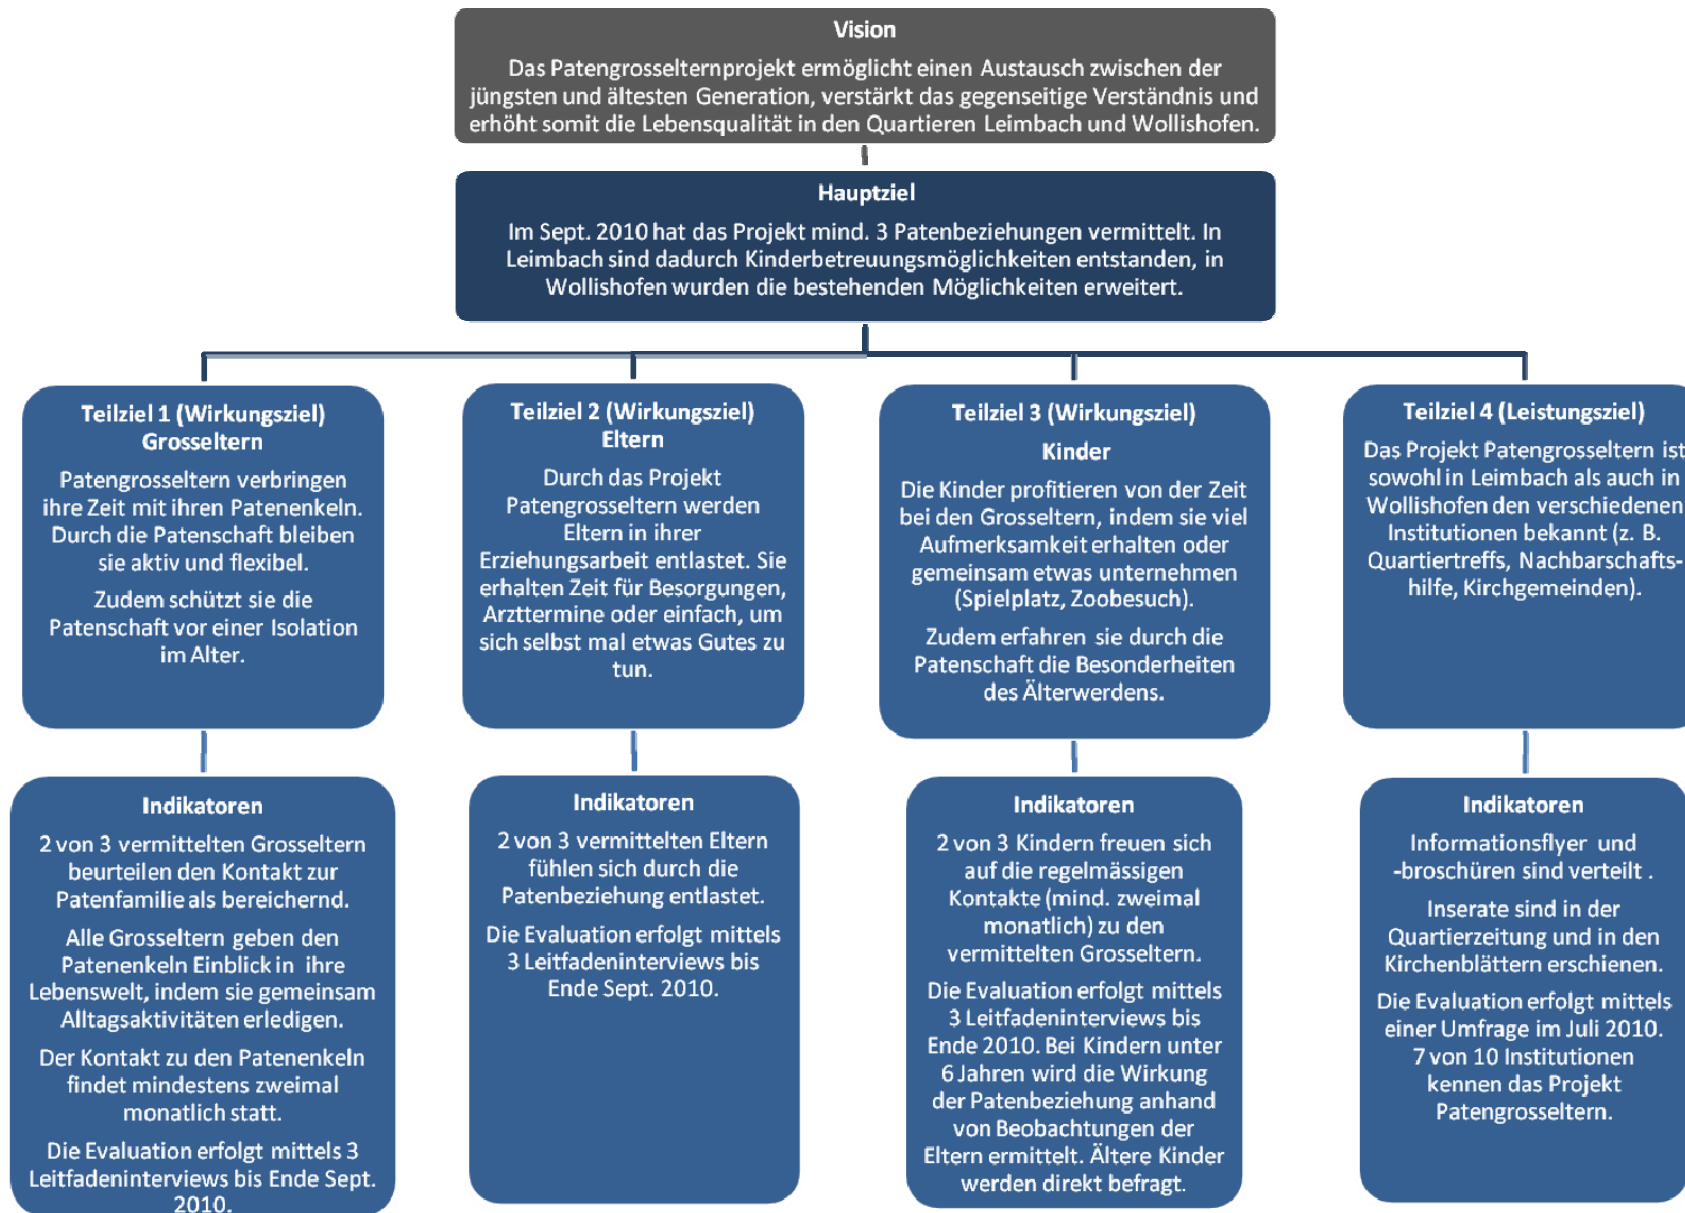 Vision
Das Patengrosselternprojekt ermöglicht einen Austausch zwischen der
jüngsten und ältesten Generation, verstärkt das gegenseitige Verständnis und
erhöht somit die Lebensqualität in den Quartieren Leimbach und Wollishofen.
Hauptziel
Im Sept. 2010 hat das Projekt mind. 3 Patenbeziehungen vermittelt. In
Leimbach sind dadurch Kinderbetreuungsmöglichkeiten entstanden, in
Wollishofen wurden die bestehenden Möglichkeiten erweitert.
Teilziel 1 (Wirkungsziel)
Grosseltern
Patengrosseltern verbringen
ihre Zeit mit ihren Patenenkeln.
Durch die Patenschaft bleiben
sie aktiv und flexibel.
Zudem schützt sie die
Patenschaft vor einer Isolation
im Alter.
Teilziel 2 (Wirkungsziel)
Eltern
Durch das Projekt
Patengrosseltern werden
Eltern in ihrer
Erziehungsarbeit entlastet. Sie
erhalten Zeit für Besorgungen,
Arzttermine oder einfach, um
sich selbst mal etwas Gutes zu
tun.
Teilziel 3 (Wirkungsziel)
Kinder
Die Kinder profitieren von der Zeit
bei den Grosseltern, indem sie viel
Aufmerksamkeit erhalten oder
gemeinsam etwas unternehmen
(Spielplatz, Zoobesuch).
Zudem erfahren sie durch die
Patenschaft die Besonderheiten
des Älterwerdens.
Teilziel 4 (Leistungsziel)
Das Projekt Patengrosseltern ist
sowohl in Leimbach als auch in
Wollishofen den verschiedenen
Institutionen bekannt (z. B.
Quartiertreffs, Nachbarschafts-
hilfe, Kirchgemeinden).
Indikatoren
2 von 3 vermittelten Grosseltern
beurteilen den Kontakt zur
Patenfamilie als bereichernd.
Alle Grosseltern geben den
Patenenkeln Einblick in ihre
Lebenswelt, indem sie gemeinsam
Alltagsaktivitäten erledigen.
Der Kontakt zu den Patenenkeln
findet mindestens zweimal
monatlich statt.
Die Evaluation erfolgt mittels 3
Leitfadeninterviews bis Ende Sept.
2010.
Indikatoren
2 von 3 vermittelten Eltern
fühlen sich durch die
Patenbeziehung entlastet.
Die Evaluation erfolgt mittels
3 Leitfadeninterviews bis
Ende Sept. 2010.
Indikatoren
2 von 3 Kindern freuen sich
auf die regelmässigen
Kontakte (mind. zweimal
monatlich) zu den
vermittelten Grosseltern.
Die Evaluation erfolgt mittels
3 Leitfadeninterviews bis
Ende 2010. Bei Kindern unter
6 Jahren wird die Wirkung
der Patenbeziehung anhand
von Beobachtungen der
Eltern ermittelt. Ältere Kinder
werden direkt befragt.
Indikatoren
Informationsflyer und
-broschüren sind verteilt .
Inserate sind in der
Quartierzeitung und in den
Kirchenblättern erschienen.
Die Evaluation erfolgt mittels
einer Umfrage im Juli 2010.
7 von 10 Institutionen
kennen das Projekt
Patengrosseltern.